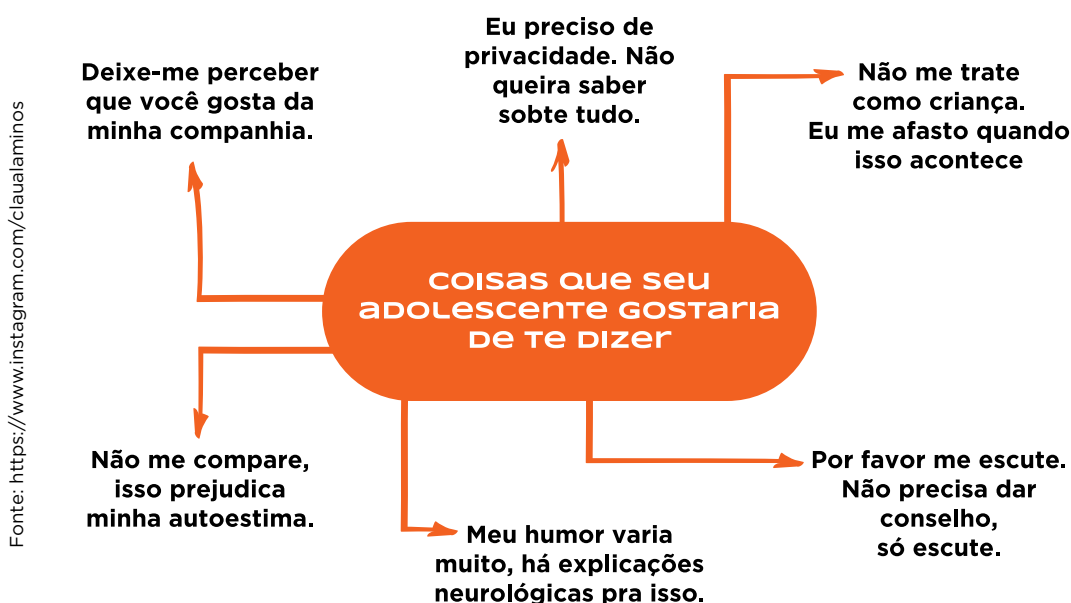 Fonte: https://www.instagram.com/claualaminos
Deixe-me perceber
que você gosta da
minha companhia.
Eu preciso de
privacidade. Não
queira saber
sobte tudo.
Não me trate
como criança.
Eu me afasto quando
isso acontece
COISAS QUE SEU
ADOLESCENTE GOSTARIA
DE TE DIZER
Não me compare,
isso prejudica
minha autoestima.
Meu humor varia
muito, há explicações
neurológicas pra isso.
Por favor me escute.
Não precisa dar
conselho,
só escute.